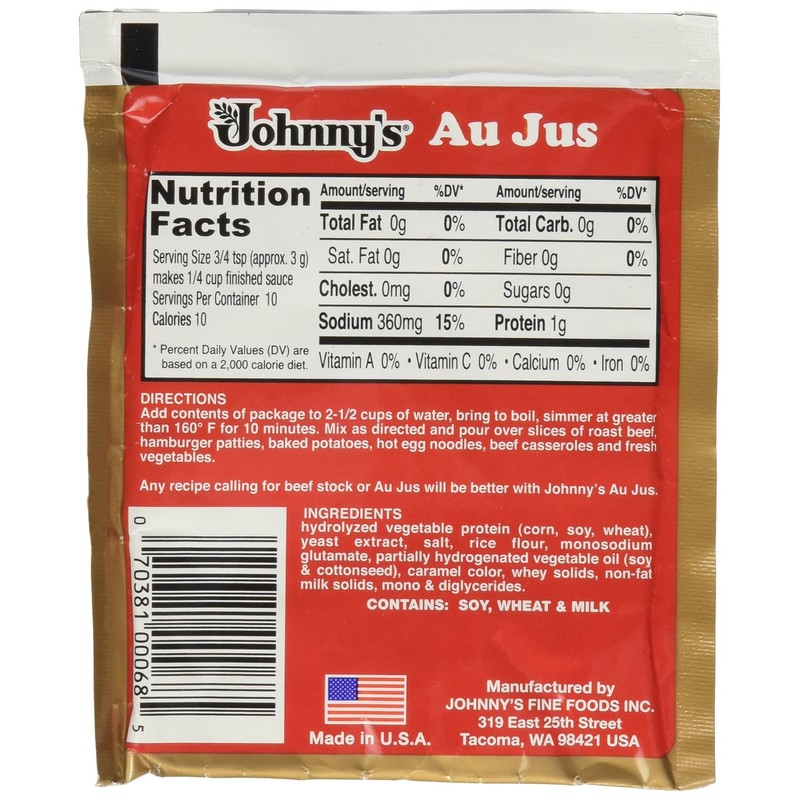 Johnny's® Au Jus
Nutrition
Facts
Serving Size 3/4 tsp (approx. 3 g)
makes 1/4 cup finished sauce
Servings Per Container 10
Calories 10
* Percent Daily Values (DV) are
based on a 2,000 calorie diet.
Amount/serving %DV* Amount/serving %DV*
Total Fat 0g 0% Total Carb. 0g 0%
Sat. Fat 0g 0% Fiber 0g 0%
Cholest. 0mg 0% Sugars 0g
Sodium 360mg 15% Protein 1g
Vitamin A 0% • Vitamin C 0% • Calcium 0% • Iron 0%
DIRECTIONS
Add contents of package to 2-1/2 cups of water, bring to boil, simmer at greater
than 160° F for 10 minutes. Mix as directed and pour over slices of roast beef,
hamburger patties, baked potatoes, hot egg noodles, beef casseroles and fresh
vegetables.
Any recipe calling for beef stock or Au Jus will be better with Johnny's Au Jus.
INGREDIENTS
hydrolyzed vegetable protein (corn, soy, wheat),
yeast extract, salt, rice flour, monosodium
glutamate, partially hydrogenated vegetable oil (soy
& cottonseed), caramel color, whey solids, non-fat
milk solids, mono & diglycerides.
CONTAINS: SOY, WHEAT & MILK
0 70381 00068 5
Made in U.S.A.
Manufactured by
JOHNNY'S FINE FOODS INC.
319 East 25th Street
Tacoma, WA 98421 USA